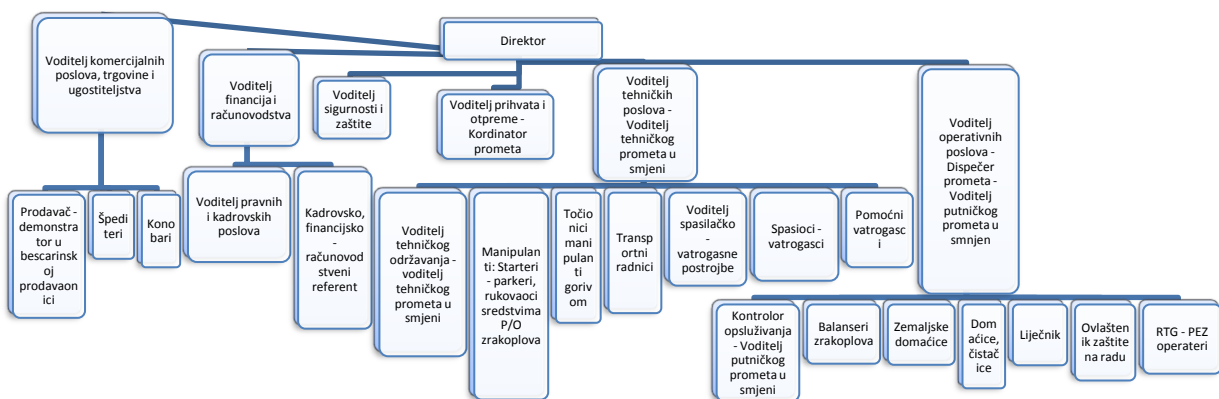 Direktor
Voditelj komercijalnih
poslova, trgovine i
ugostiteljstva
Voditelj
financija i
računovodstva
Voditelj
sigurnosti i
zaštite
Voditelj prihvata i
otpreme -
Kordinator
prometa
Voditelj
tehničkih
poslova -
Voditelj
tehničkog
prometa u
smjeni
Voditelj
operativnih
poslova -
Dispečer
prometa -
Voditelj
putničkog
prometa u
smnjen
Prodavač -
demonstra
tor u
bescarinsk
oj
prodavaon
ici
Špedi
teri
Kono
bari
Voditelj pravnih
i kadrovskih
poslova
Kadrovsko,
financijsko
-
računovod
stveni
referent
Voditelj
tehničkog
održavanja -
voditelj
tehničkog
prometa u
smjeni
Manipulan
ti: Starteri
- parkeri,
rukovaoci
sredstvima
P/O
zrakoplova
Točio
nici
mani
pulan
ti
goriv
om
Transp
ortni
radnici
Voditelj
spasilačko
- vatrogasne
postrojbe
Spasioci -
vatrogasci
Pomoćni
vatrogasc
i
Kontrolor
opsluživanja
- Voditelj
putničkog
prometa u
smjeni
Balanseri
zrakoplova
Zemaljske
domaćice
Dom
aćice,
čistač
ice
Liječnik
Ovlašten
ik zaštite
na radu
RTG - PEZ
operateri